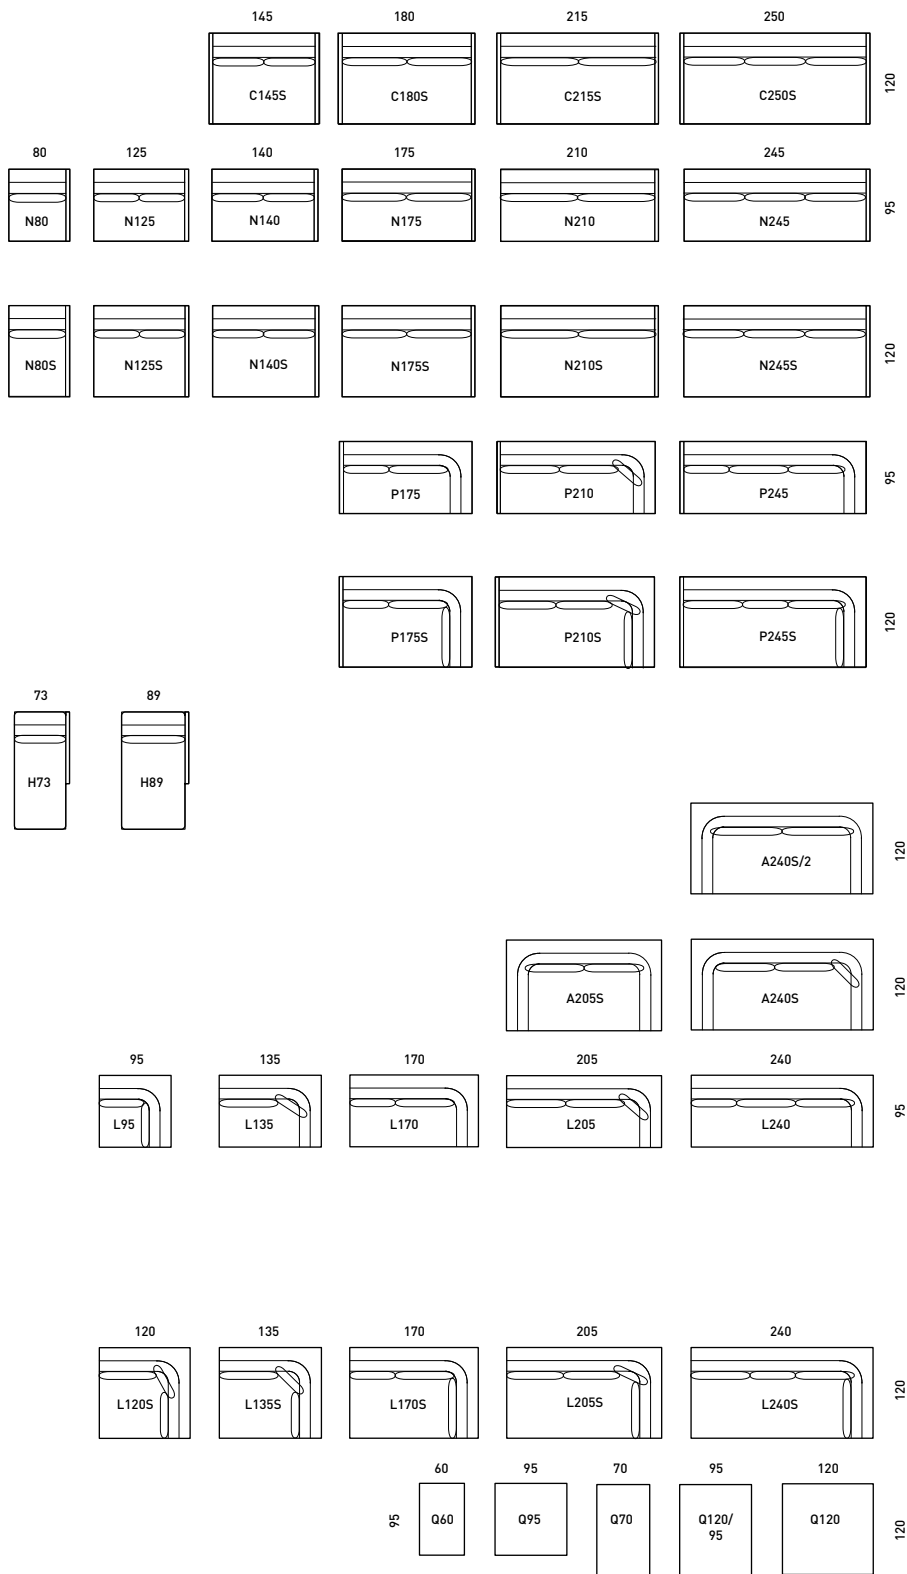 145 180 215 250
C145S C180S C215S C250S 120
80 125 140 175 210 245
N80 N125 N140 N175 N210 N245 95
N80S N125S N140S N175S N210S N245S 120
P175 P210 P245 95
P175S P210S P245S 120
73 89
H73 H89
A240S/2 120
A205S A240S 120
95 135 170 205 240
L95 L135 L170 L205 L240 95
120 135 170 205 240
L120S L135S L170S L205S L240S 120
60 95 70 95 120
95 Q60 Q95 Q70 Q120/ Q120 120
95